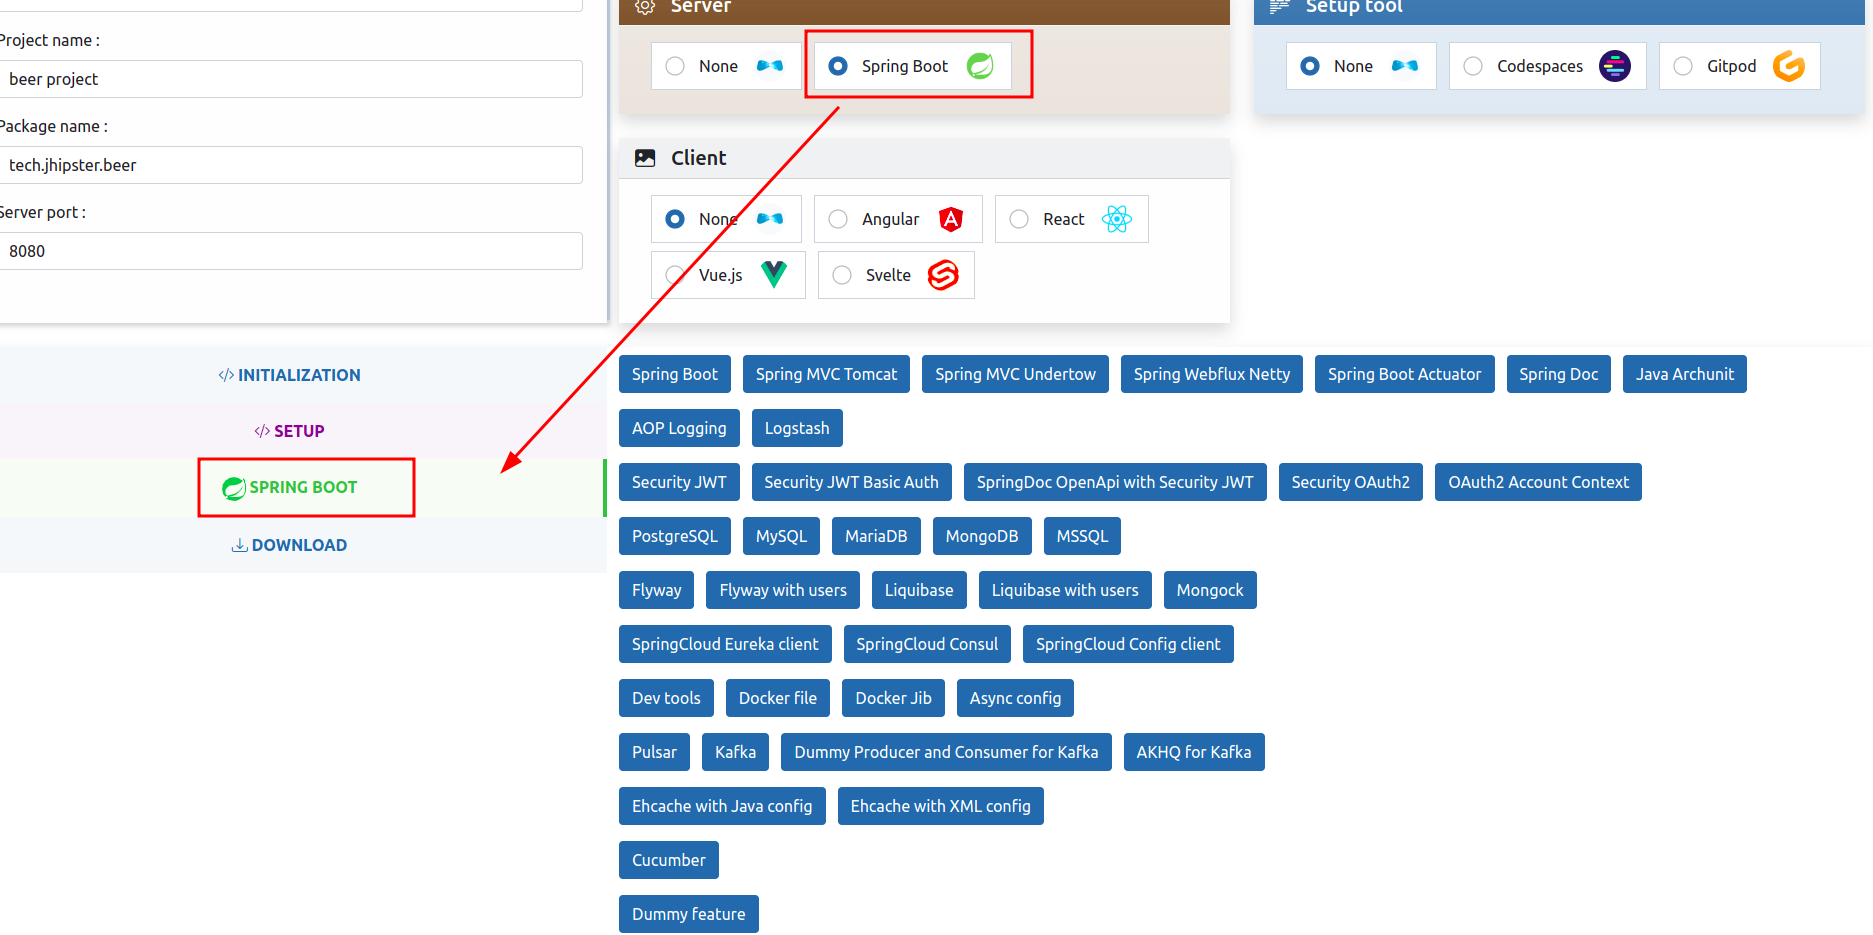 Project name :
beer project
Package name :
tech.jhipster.beer
Server port :
8080
Server
None
Spring Boot
Setup tool
None
Codespaces
Gitpod
Client
None
Angular
React
Vue.js
Svelte
INITIALIZATION
SETUP
SPRING BOOT
DOWNLOAD
Spring Boot
Spring MVC Tomcat
Spring MVC Undertow
Spring Webflux Netty
Spring Boot Actuator
Spring Doc
Java Archunit
AOP Logging
Logstash
Security JWT
Security JWT Basic Auth
SpringDoc OpenApi with Security JWT
Security OAuth2
OAuth2 Account Context
PostgreSQL
MySQL
MariaDB
MongoDB
MSSQL
Flyway
Flyway with users
Liquibase
Liquibase with users
Mongock
SpringCloud Eureka client
SpringCloud Consul
SpringCloud Config client
Dev tools
Docker file
Docker Jib
Async config
Pulsar
Kafka
Dummy Producer and Consumer for Kafka
AKHQ for Kafka
Ehcache with Java config
Ehcache with XML config
Cucumber
Dummy feature